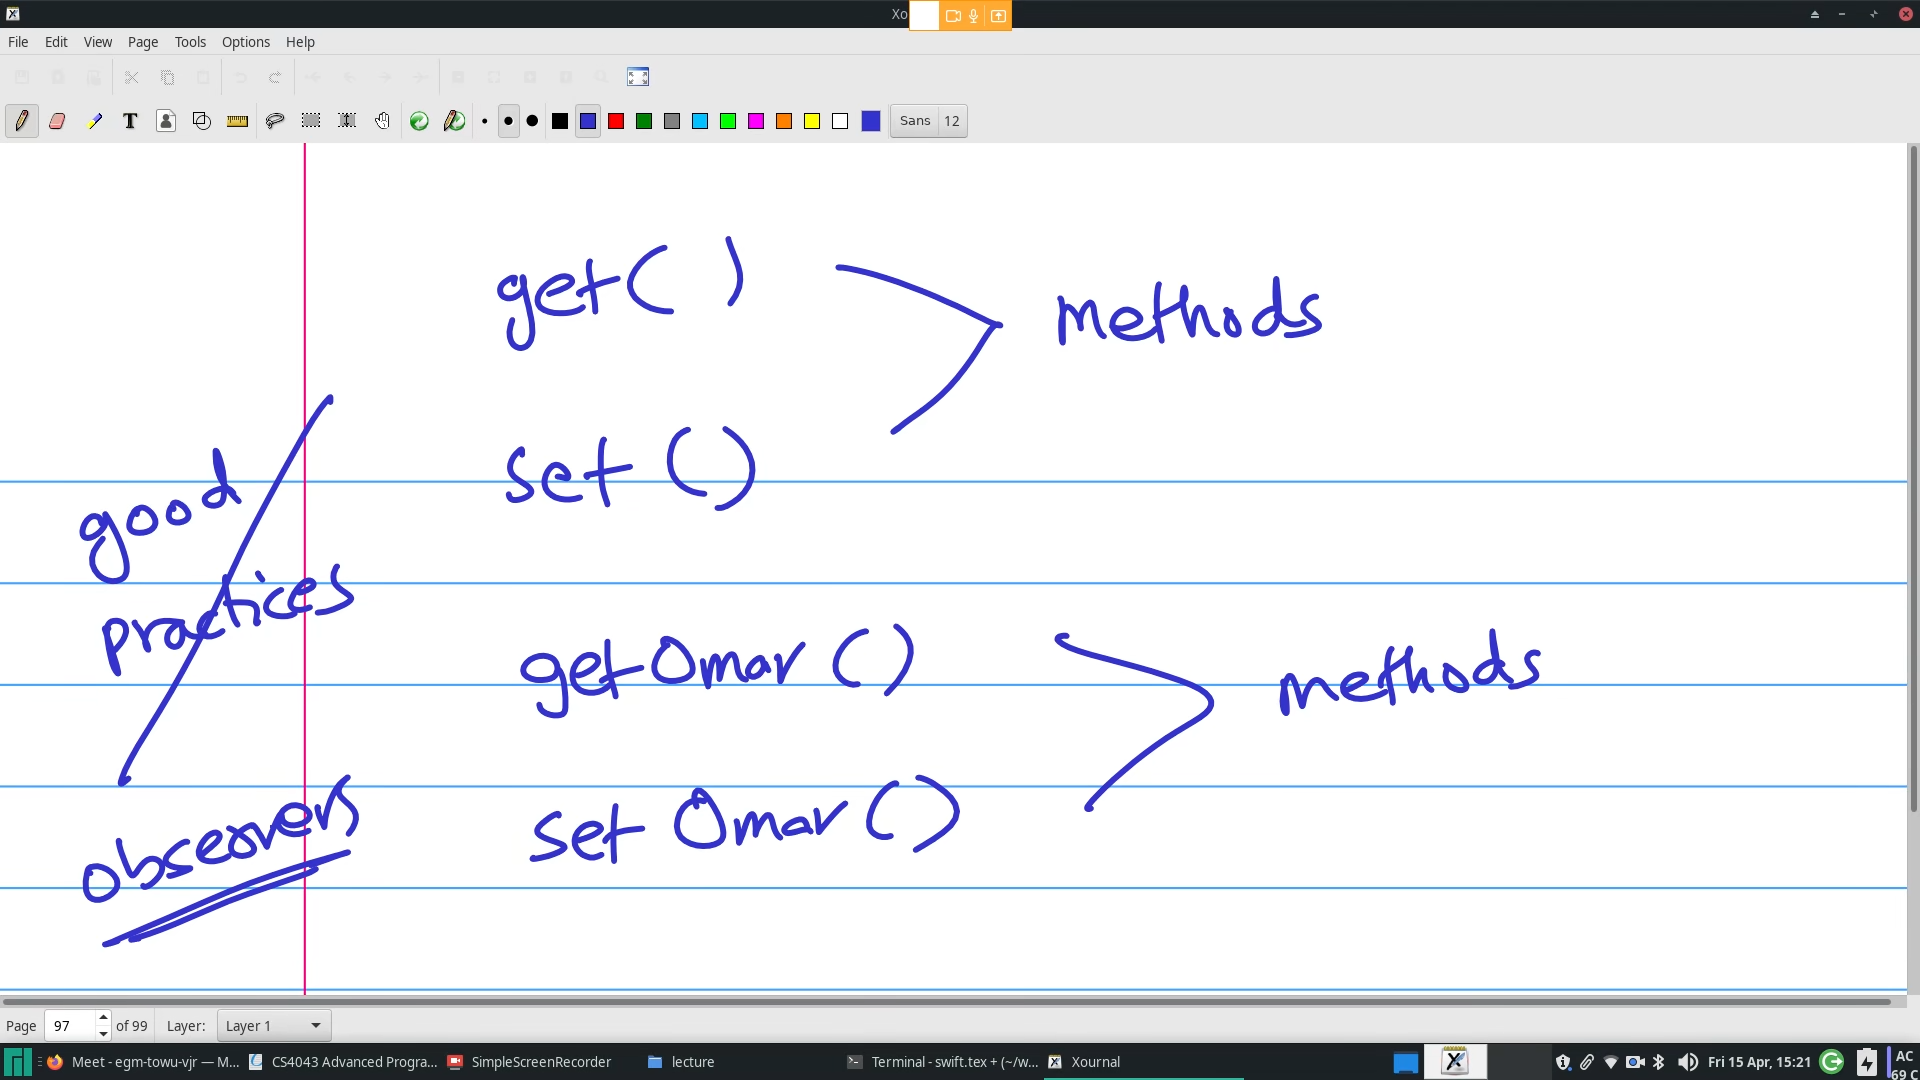 Xo
File Edit View Page Tools Options Help
T Sans 12
get( )
methods
set ()
good
practices
getOmar ()
methods
set Omar ()
observers
Page 97 of 99 Layer: Layer 1
Meet - egm-towu-vjr — M... CS4043 Advanced Progra... SimpleScreenRecorder lecture Terminal - swift.tex + (~/w... Xournal Fri 15 Apr, 15:21 AC
69 C